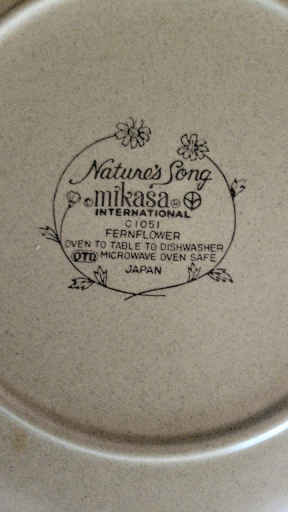 Nature's Song
mikasa
INTERNATIONAL
C1051
FERNFLOWER
OVEN TO TABLE TO DISHWASHER
OTD MICROWAVE OVEN SAFE
JAPAN